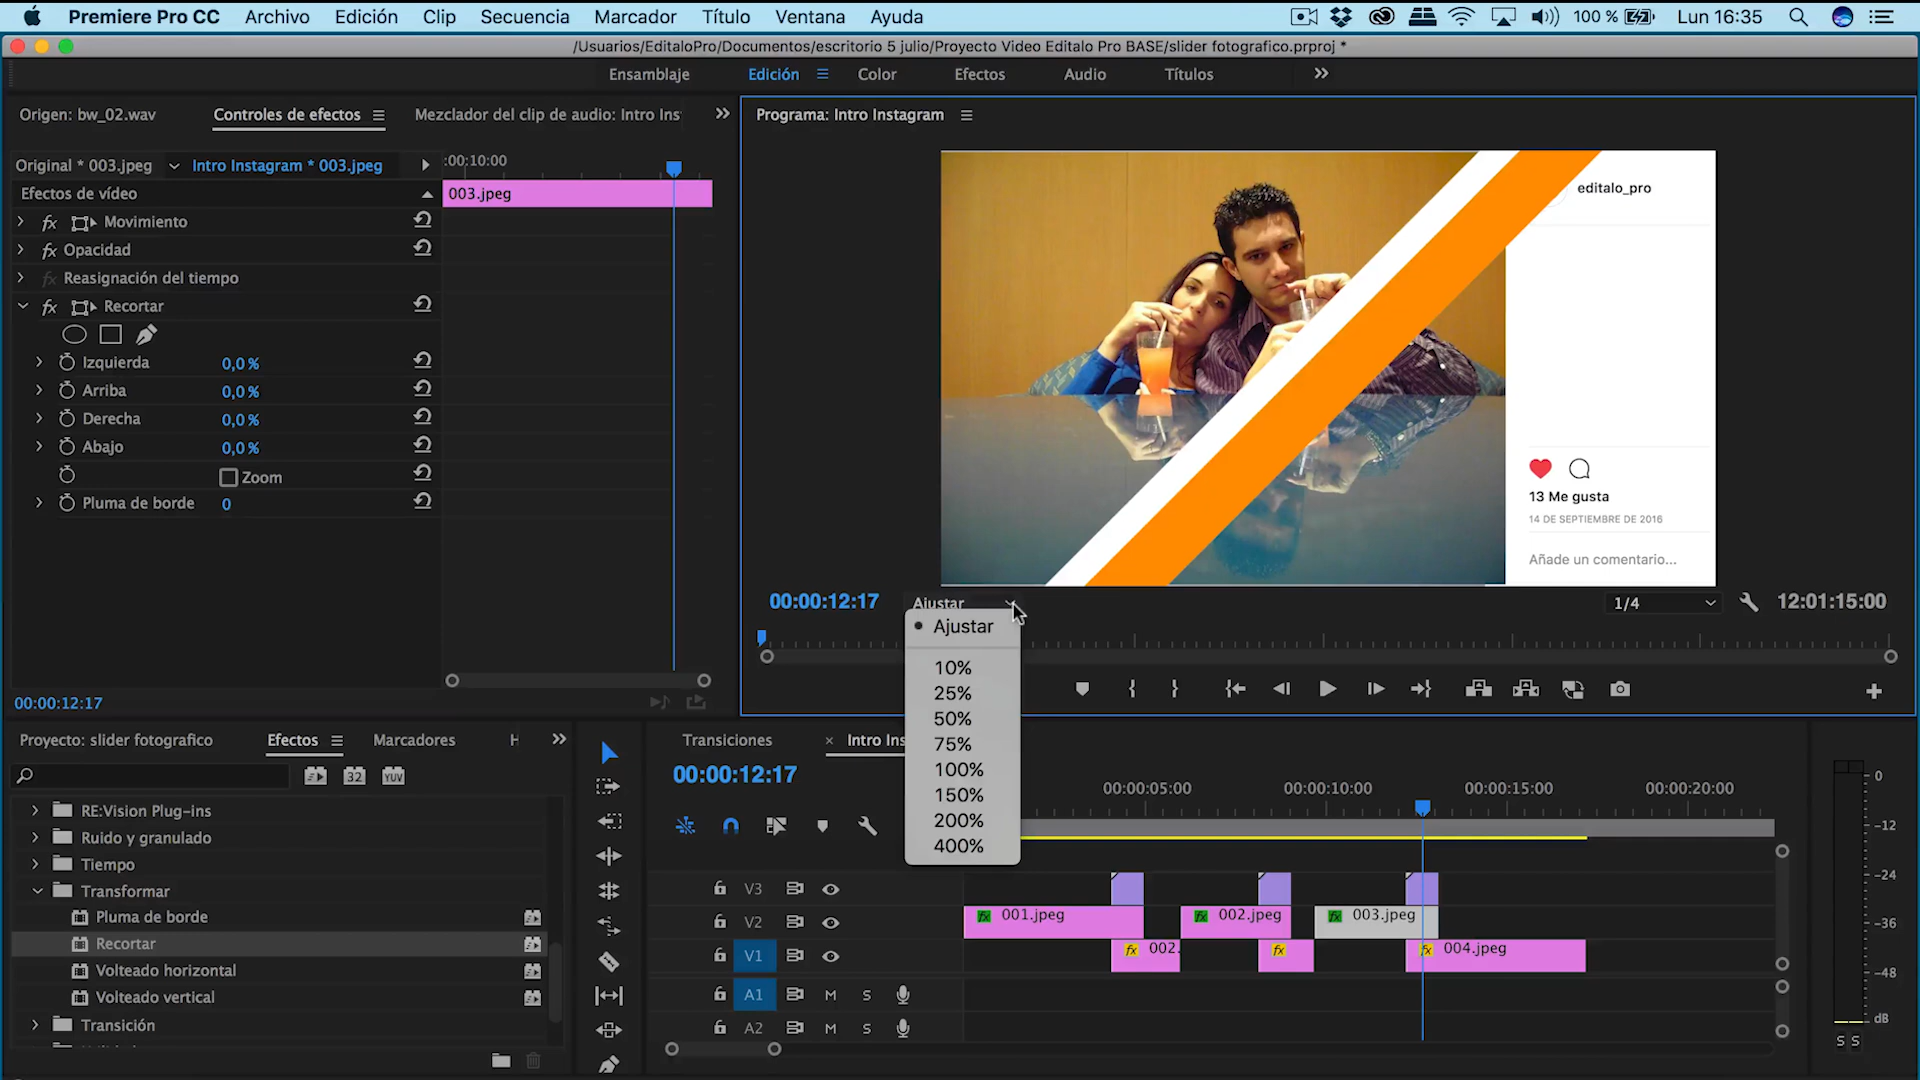 Premiere Pro CC Archivo Edición Clip Secuencia Marcador Título Ventana Ayuda 100 % Lun 16:35
/Usuarios/EditaloPro/Documentos/escritorio 5 julio/Proyecto Video Editalo Pro BASE/slider fotografico.prproj *
Ensamblaje Edición Color Efectos Audio Títulos
Origen: bw_02.wav Controles de efectos Mezclador del clip de audio: Intro Ins
Programa: Intro Instagram
Original * 003.jpeg Intro Instagram * 003.jpeg :00:10:00
Efectos de vídeo 003.jpeg
fx Movimiento
fx Opacidad
fx Reasignación del tiempo
fx Recortar
Izquierda 0,0 %
Arriba 0,0 %
Derecha 0,0 %
Abajo 0,0 %
Zoom
Pluma de borde 0
00:00:12:17
editalo_pro
13 Me gusta
14 DE SEPTIEMBRE DE 2016
Añade un comentario...
00:00:12:17 Ajustar 1/4 12:01:15:00
Ajustar
10%
25%
50%
75%
100%
150%
200%
400%
Proyecto: slider fotografico Efectos Marcadores H
32 YUV
RE:Vision Plug-ins
Ruido y granulado
Tiempo
Transformar
Pluma de borde
Recortar
Volteado horizontal
Volteado vertical
Transición
Transiciones × Intro Ins
00:00:12:17 00:00:05:00 00:00:10:00 00:00:15:00 00:00:20:00
V3
V2 fx 001.jpeg fx 002.jpeg fx 003.jpeg
V1 fx 002. fx fx 004.jpeg
A1 M S
A2 M S
0
-12
-24
-36
-48
dB
S S